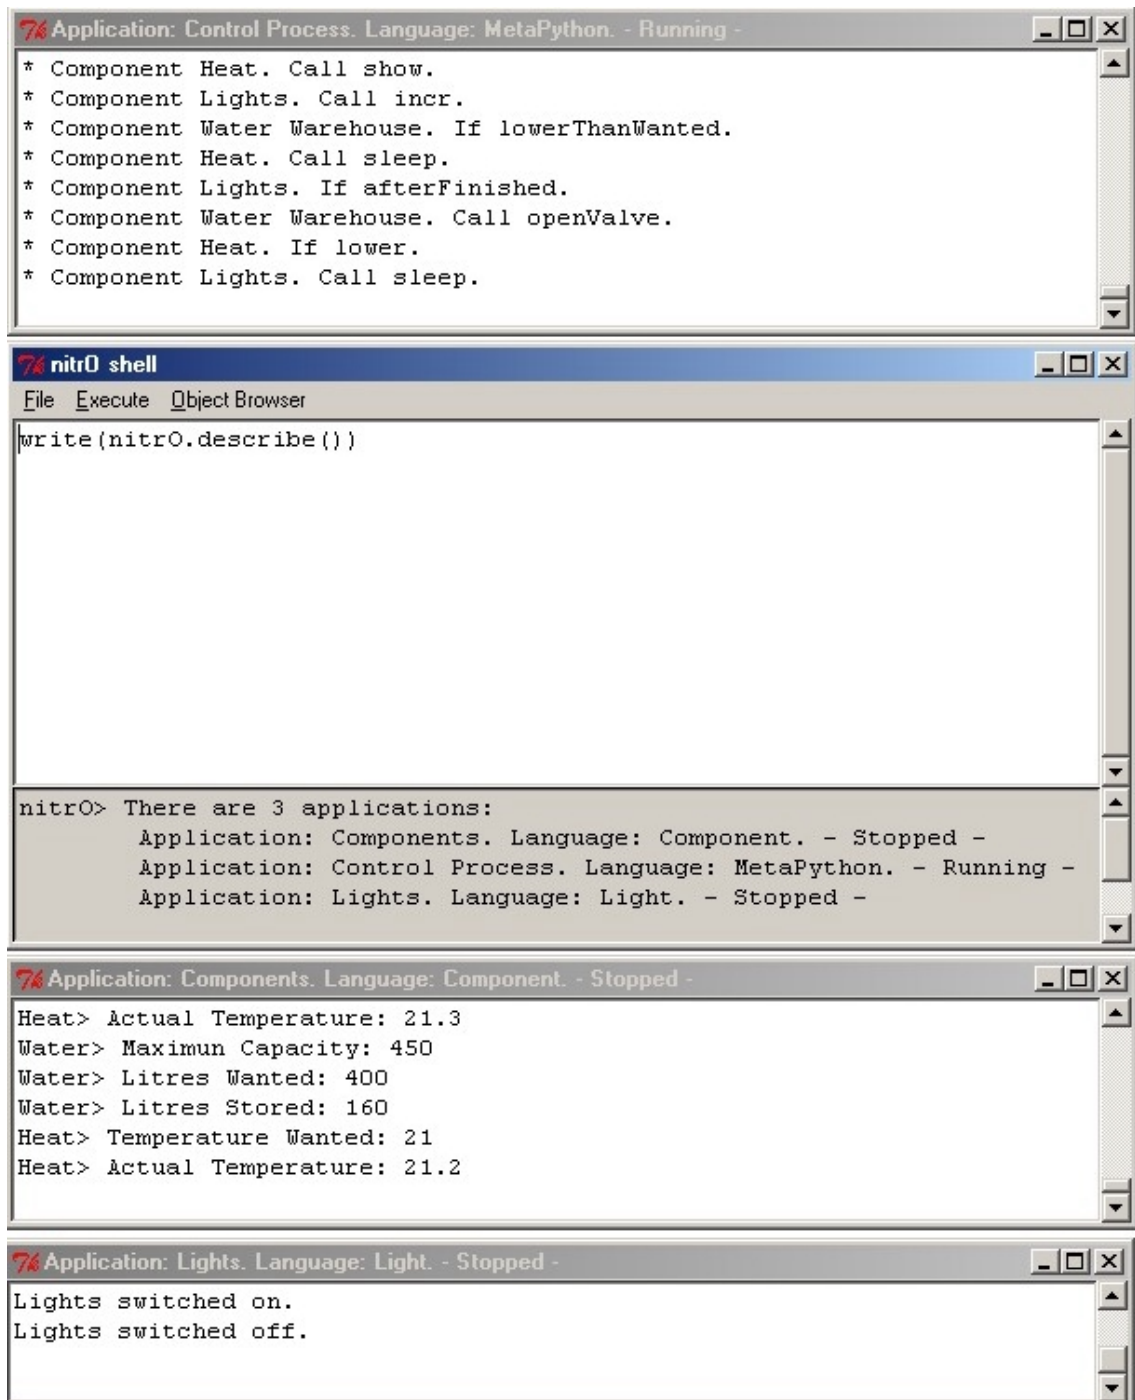 Application: Control Process. Language: MetaPython. - Running -
* Component Heat. Call show.
* Component Lights. Call incr.
* Component Water Warehouse. If lowerThanWanted.
* Component Heat. Call sleep.
* Component Lights. If afterFinished.
* Component Water Warehouse. Call openValve.
* Component Heat. If lower.
* Component Lights. Call sleep.
nitrO shell
File Execute Object Browser
write(nitrO.describe())
nitrO> There are 3 applications:
Application: Components. Language: Component. - Stopped -
Application: Control Process. Language: MetaPython. - Running -
Application: Lights. Language: Light. - Stopped -
Application: Components. Language: Component. - Stopped -
Heat> Actual Temperature: 21.3
Water> Maximun Capacity: 450
Water> Litres Wanted: 400
Water> Litres Stored: 160
Heat> Temperature Wanted: 21
Heat> Actual Temperature: 21.2
Application: Lights. Language: Light. - Stopped -
Lights switched on.
Lights switched off.